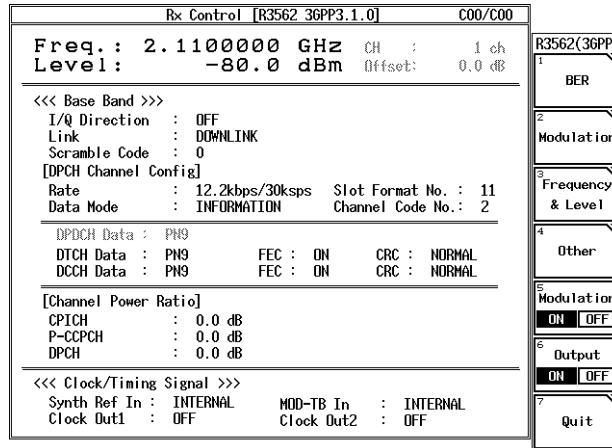 Rx Control [R3562 3GPP3.1.0] C00/C00
Freq.: 2.1100000 GHz CH : 1 ch
Level: -80.0 dBm Offset: 0.0 dB
<<< Base Band >>>
I/Q Direction : OFF
Link : DOWNLINK
Scramble Code : 0
[DPCH Channel Config]
Rate : 12.2kbps/30ksps Slot Format No. : 11
Data Mode : INFORMATION Channel Code No.: 2
DPDCH Data : PN9
DTCH Data : PN9 FEC : ON CRC : NORMAL
DCCH Data : PN9 FEC : ON CRC : NORMAL
[Channel Power Ratio]
CPICH : 0.0 dB
P-CCPCH : 0.0 dB
DPCH : 0.0 dB
<<< Clock/Timing Signal >>>
Synth Ref In : INTERNAL MOD-TB In : INTERNAL
Clock Out1 : OFF Clock Out2 : OFF
R3562(3GPP
1
BER
2
Modulation
3
Frequency
& Level
4
Other
5
Modulation
ON OFF
6
Output
ON OFF
7
Quit